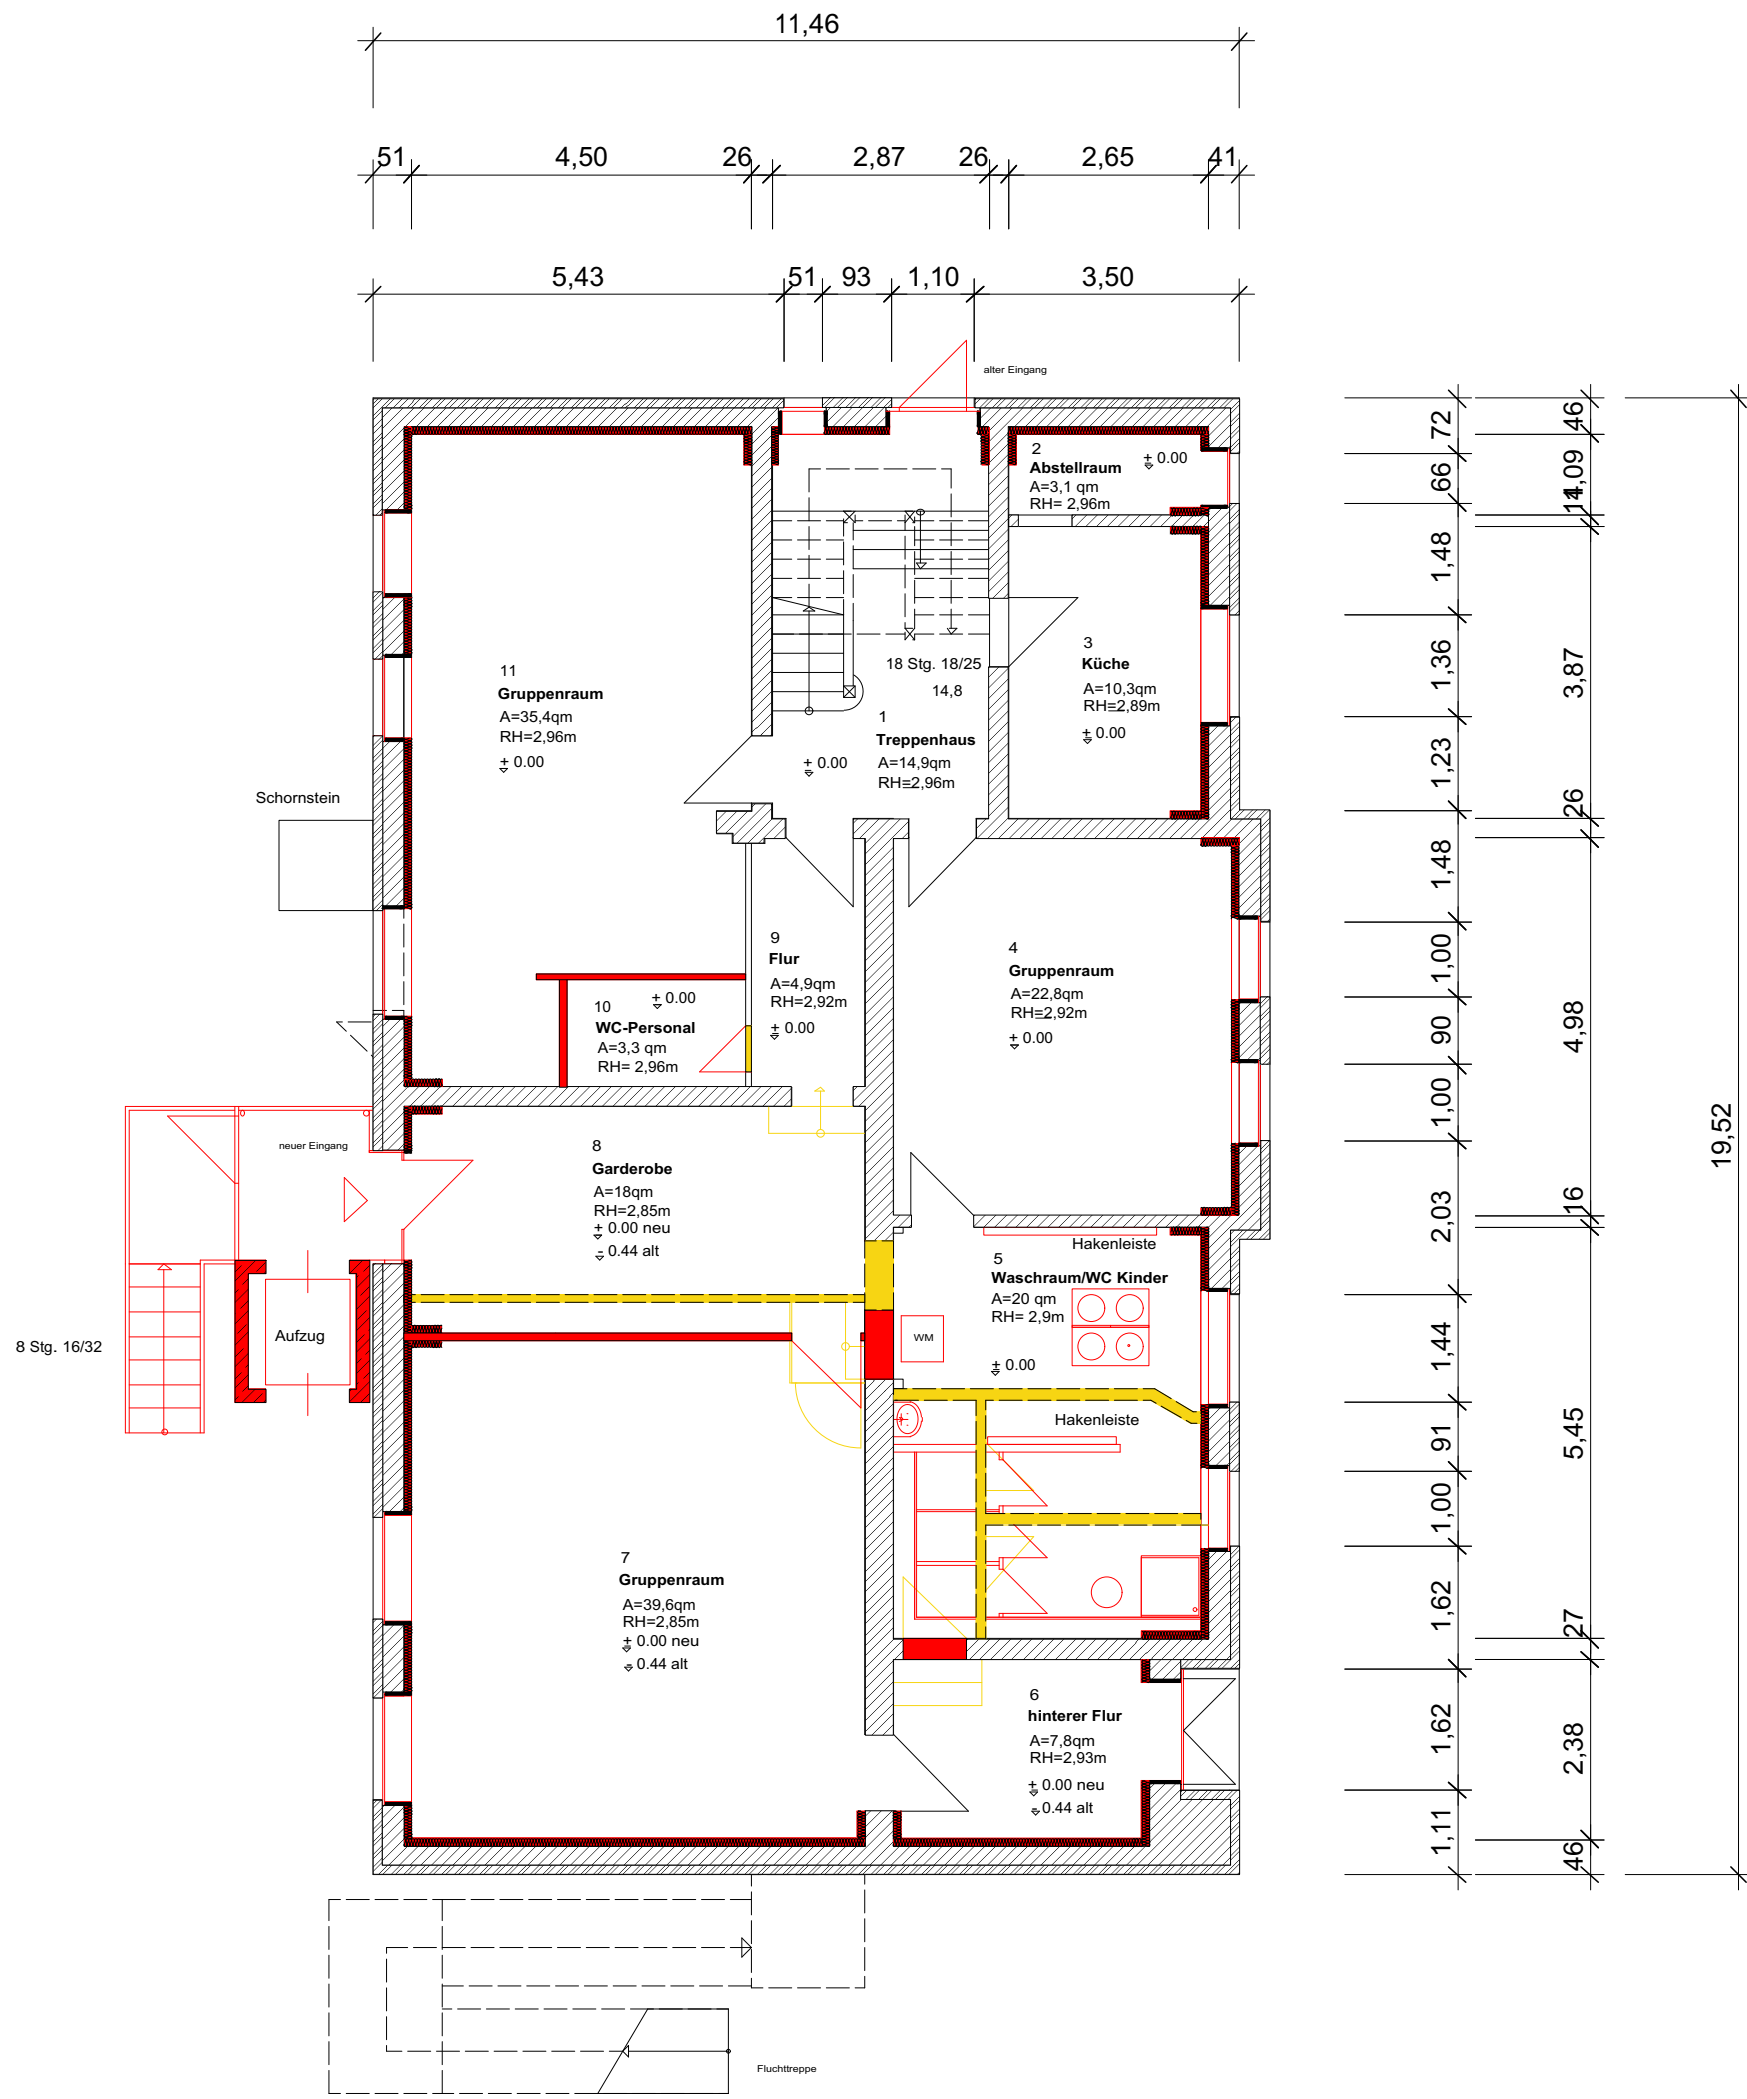 11,46
51 4,50 26 2,87 26 2,65 41
5,43 51 93 1,10 3,50
alter Eingang
2
Abstellraum
± 0.00
A=3,1 qm
RH= 2,96m
11
Gruppenraum
A=35,4qm
RH=2,96m
± 0.00
18 Stg. 18/25
14,8
1
Treppenhaus
A=14,9qm
RH=2,96m
± 0.00
3
Küche
A=10,3qm
RH=2,89m
± 0.00
Schornstein
9
Flur
A=4,9qm
RH=2,92m
± 0.00
4
Gruppenraum
A=22,8qm
RH=2,92m
± 0.00
10
± 0.00
WC-Personal
A=3,3 qm
RH= 2,96m
neuer Eingang
8
Garderobe
A=18qm
RH=2,85m
± 0.00 neu
- 0.44 alt
Hakenleiste
5
Waschraum/WC Kinder
A=20 qm
RH= 2,9m
± 0.00
WM
Aufzug
8 Stg. 16/32
Hakenleiste
7
Gruppenraum
A=39,6qm
RH=2,85m
± 0.00 neu
- 0.44 alt
6
hinterer Flur
A=7,8qm
RH=2,93m
± 0.00 neu
- 0.44 alt
Fluchttreppe
72
66
1,48
1,36
1,23
1,48
1,00
90
1,00
2,03
1,44
91
1,00
1,62
1,62
1,11
46
1,09
14
3,87
26
4,98
16
5,45
27
2,38
46
19,52